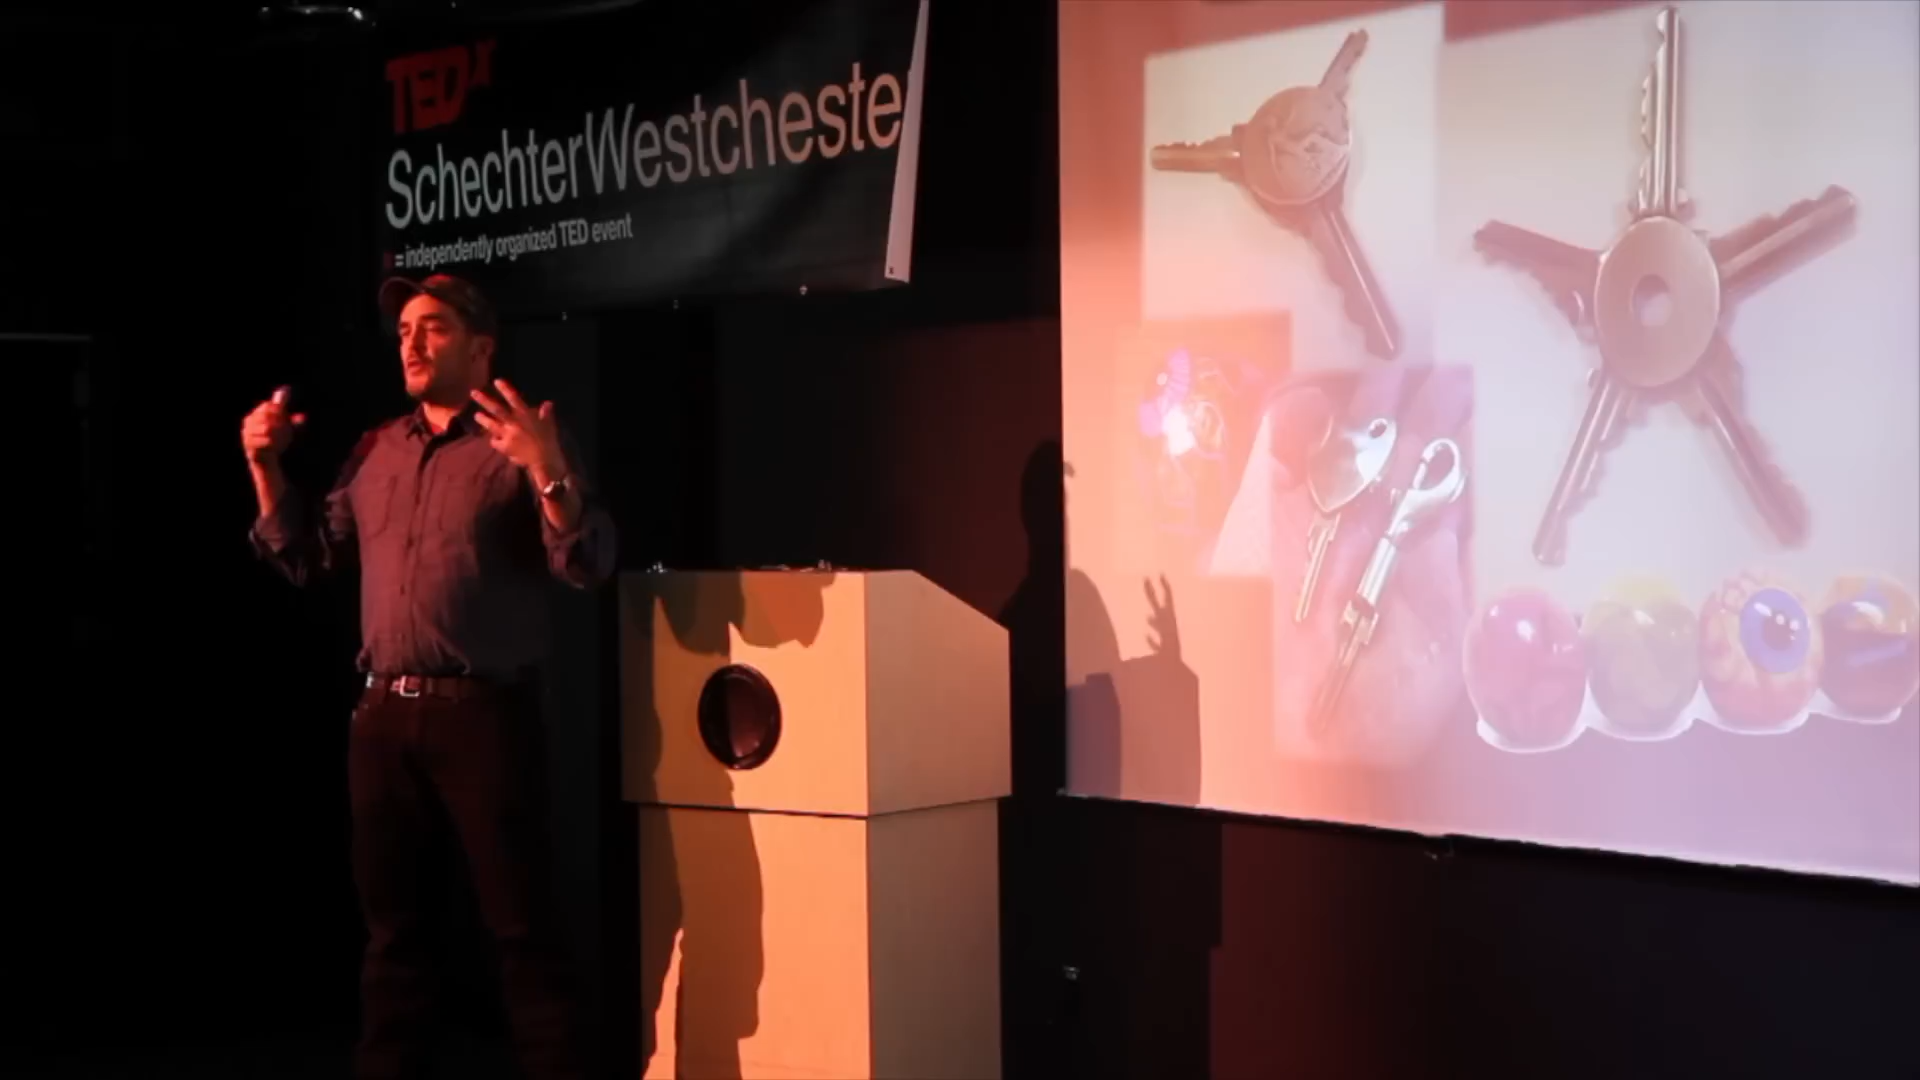 TEDx
SchechterWestcheste
= independently organized TED event